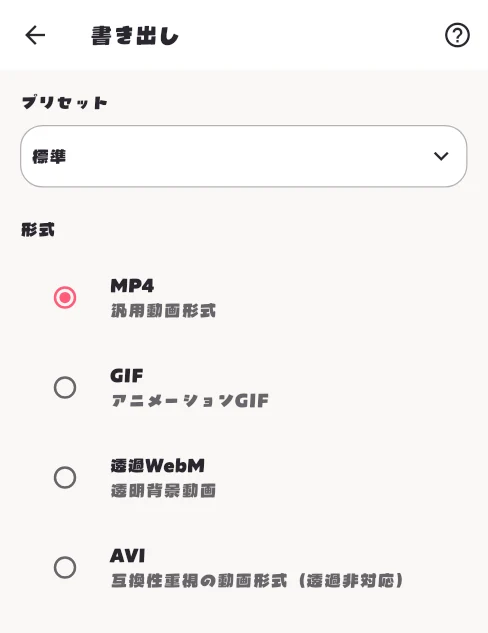 書き出し
プリセット
標準
形式
MP4
汎用動画形式
GIF
アニメーションGIF
透過WebM
透明背景動画
AVI
互換性重視の動画形式（透過非対応）